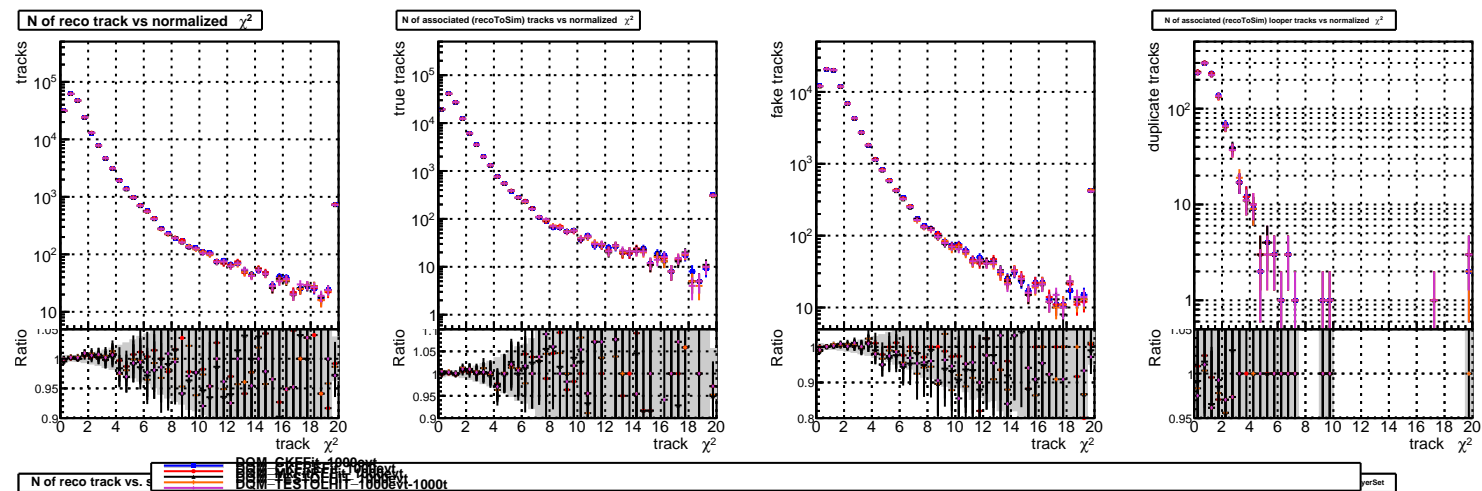 N of reco track vs normalized χ²
N of associated (recoToSim) tracks vs normalized χ²
N of associated (recoToSim) looper tracks vs normalized χ²
tracks
10⁵
10⁴
10³
10²
10
Ratio
1.05
1
0.95
0.9
0 2 4 6 8 10 12 14 16 18 20
track χ²
true tracks
10⁵
10⁴
10³
10²
10
1
Ratio
1.1
1.05
1
0.95
0.9
0 2 4 6 8 10 12 14 16 18 20
track χ²
fake tracks
10⁴
10³
10²
10
Ratio
1
0.9
0.8
0 2 4 6 8 10 12 14 16 18 20
track χ²
duplicate tracks
10²
10
1
Ratio
1.05
1
0.95
0 2 4 6 8 10 12 14 16 18 20
track χ²
DQM_TESTOLHIT-1000evt-1000t
N of reco track vs. s
yerSet